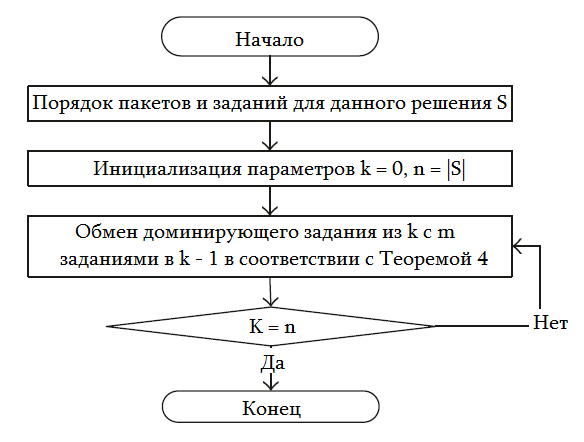 Начало
Порядок пакетов и заданий для данного решения S
Инициализация параметров k = 0, n = |S|
Обмен доминирующего задания из k с m
заданиями в k - 1 в соответствии с Теоремой 4
K = n
Нет
Да
Конец